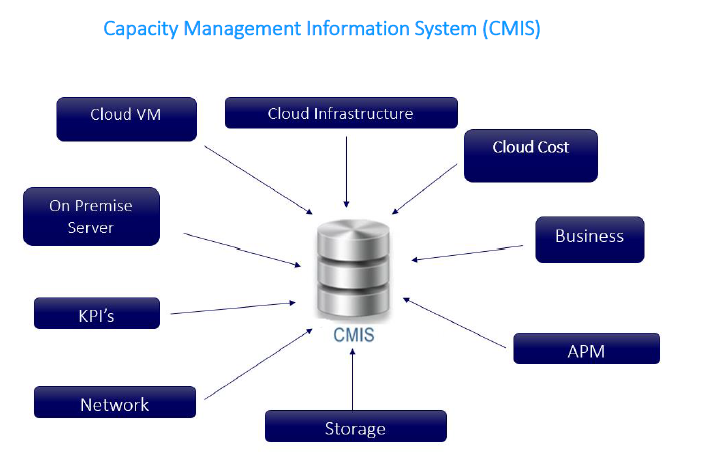 Capacity Management Information System (CMIS)
Cloud VM
Cloud Infrastructure
Cloud Cost
On Premise
Server
Business
KPI's
CMIS
APM
Network
Storage